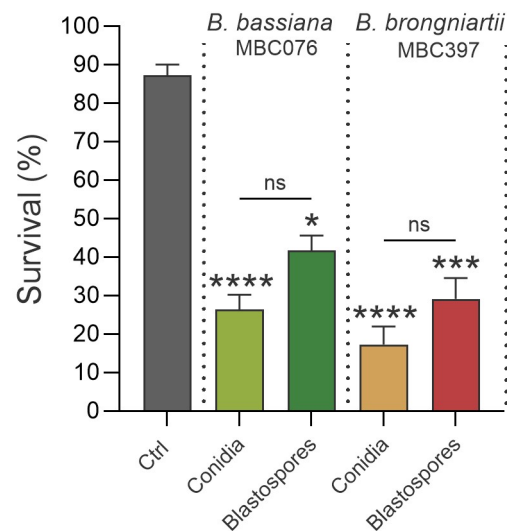 B. bassiana
MBC076
B. brongniartii
MBC397
Survival (%)
100
90
80
70
60
50
40
30
20
10
0
ns
ns
****
*
****
***
Ctrl
Conidia
Blastospores
Conidia
Blastospores